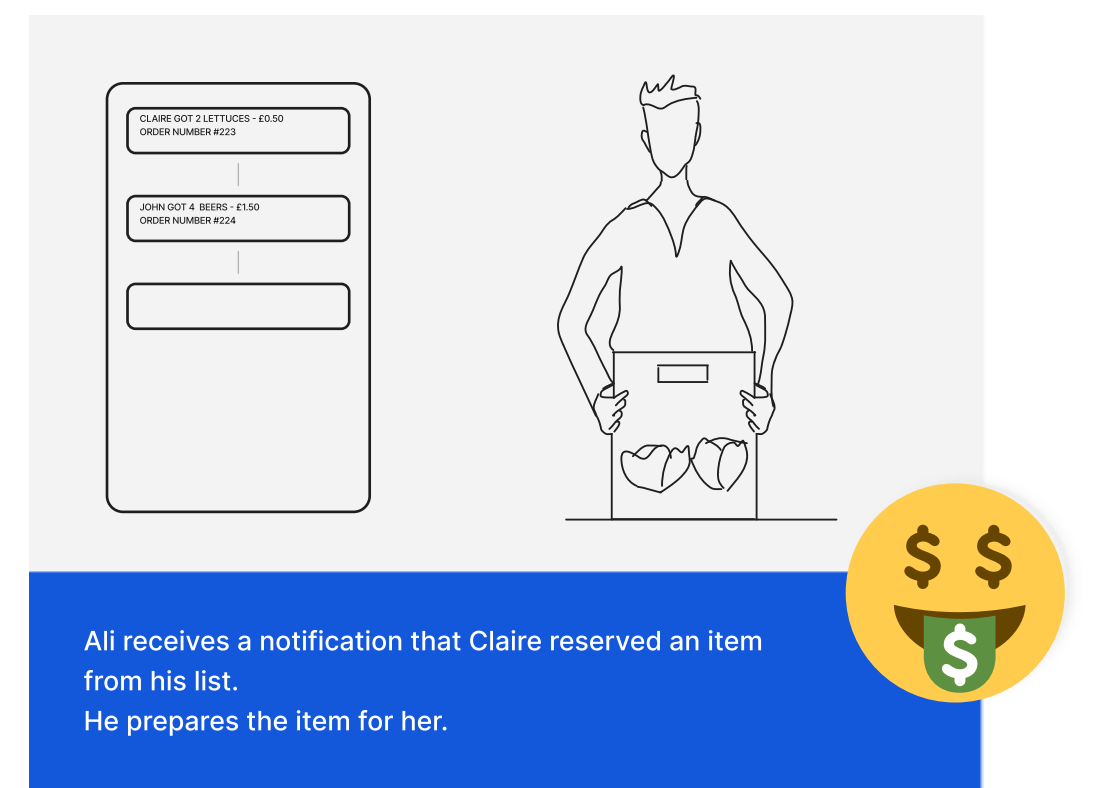 CLAIRE GOT 2 LETTUCES - £0.50
ORDER NUMBER #223
JOHN GOT 4 BEERS - £1.50
ORDER NUMBER #224
$ $
$
Ali receives a notification that Claire reserved an item
from his list.
He prepares the item for her.